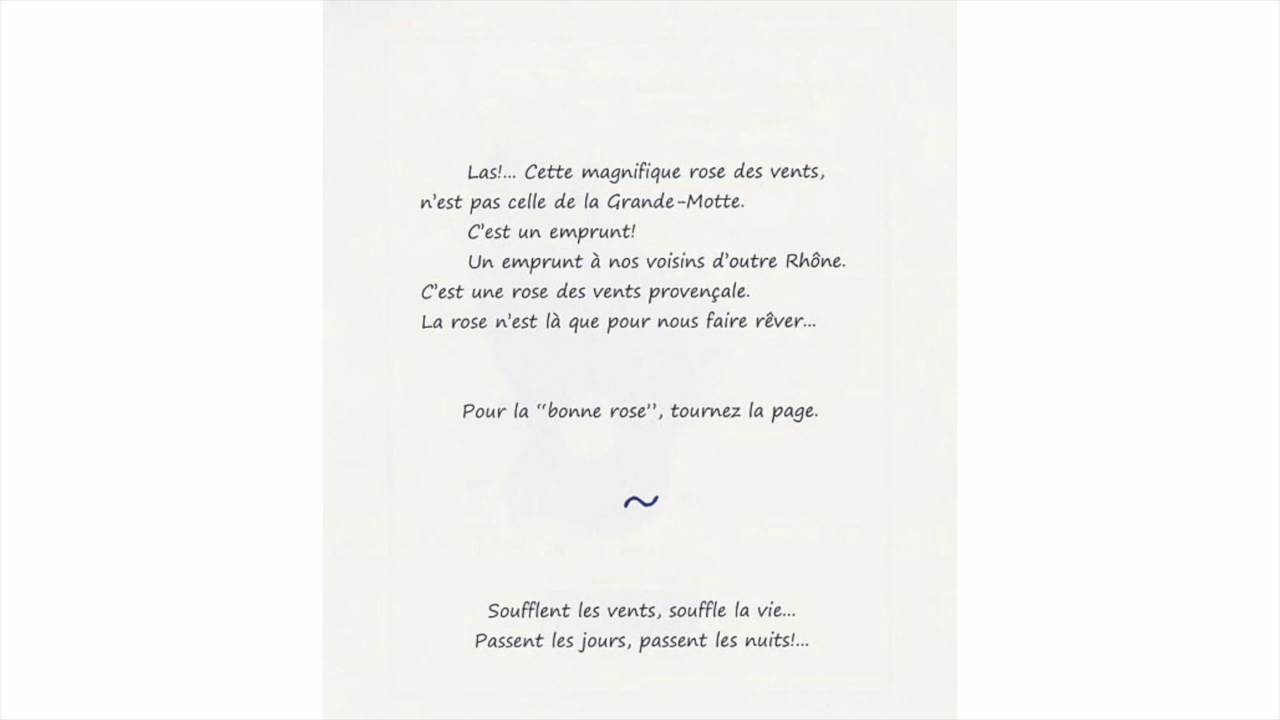 Las!... Cette magnifique rose des vents,
n'est pas celle de la Grande-Motte.
C'est un emprunt!
Un emprunt à nos voisins d'outre Rhône.
C'est une rose des vents provençale.
La rose n'est là que pour nous faire rêver...
Pour la “bonne rose”, tournez la page.
~
Soufflent les vents, souffle la vie...
Passent les jours, passent les nuits!...